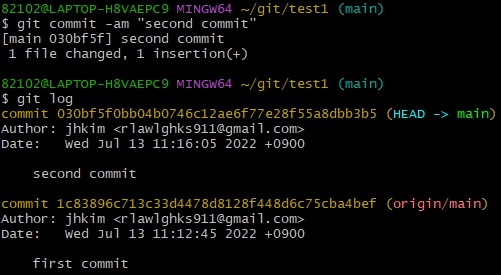 82102@LAPTOP-H8VAEPC9 MINGW64 ~/git/test1 (main)
$ git commit -am "second commit"
[main 030bf5f] second commit
1 file changed, 1 insertion(+)
82102@LAPTOP-H8VAEPC9 MINGW64 ~/git/test1 (main)
$ git log
commit 030bf5f0bb04b0746c12ae6f77e28f55a8dbb3b5 (HEAD -> main)
Author: jhkim <rlawlghks911@gmail.com>
Date:   Wed Jul 13 11:16:05 2022 +0900
second commit
commit 1c83896c713c33d4478d8128f448d6c75cba4bef (origin/main)
Author: jhkim <rlawlghks911@gmail.com>
Date:   Wed Jul 13 11:12:45 2022 +0900
first commit